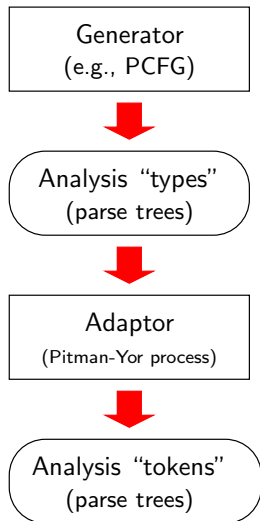 Generator
(e.g., PCFG)
Analysis “types”
(parse trees)
Adaptor
(Pitman-Yor process)
Analysis “tokens”
(parse trees)